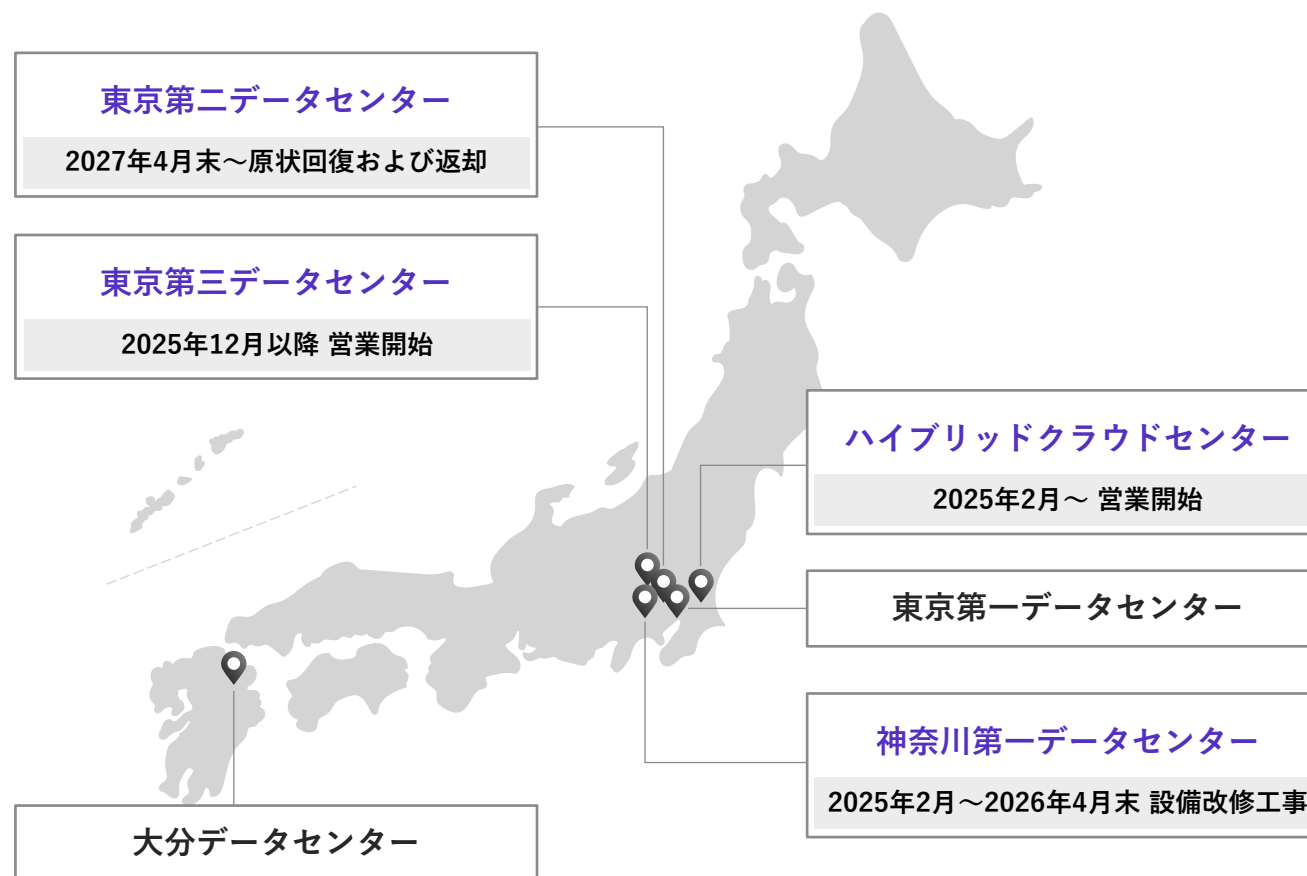 東京第二データセンター
2027年4月末～原状回復および返却
東京第三データセンター
2025年12月以降 営業開始
ハイブリッドクラウドセンター
2025年2月～ 営業開始
東京第一データセンター
神奈川第一データセンター
2025年2月～2026年4月末 設備改修工事
大分データセンター